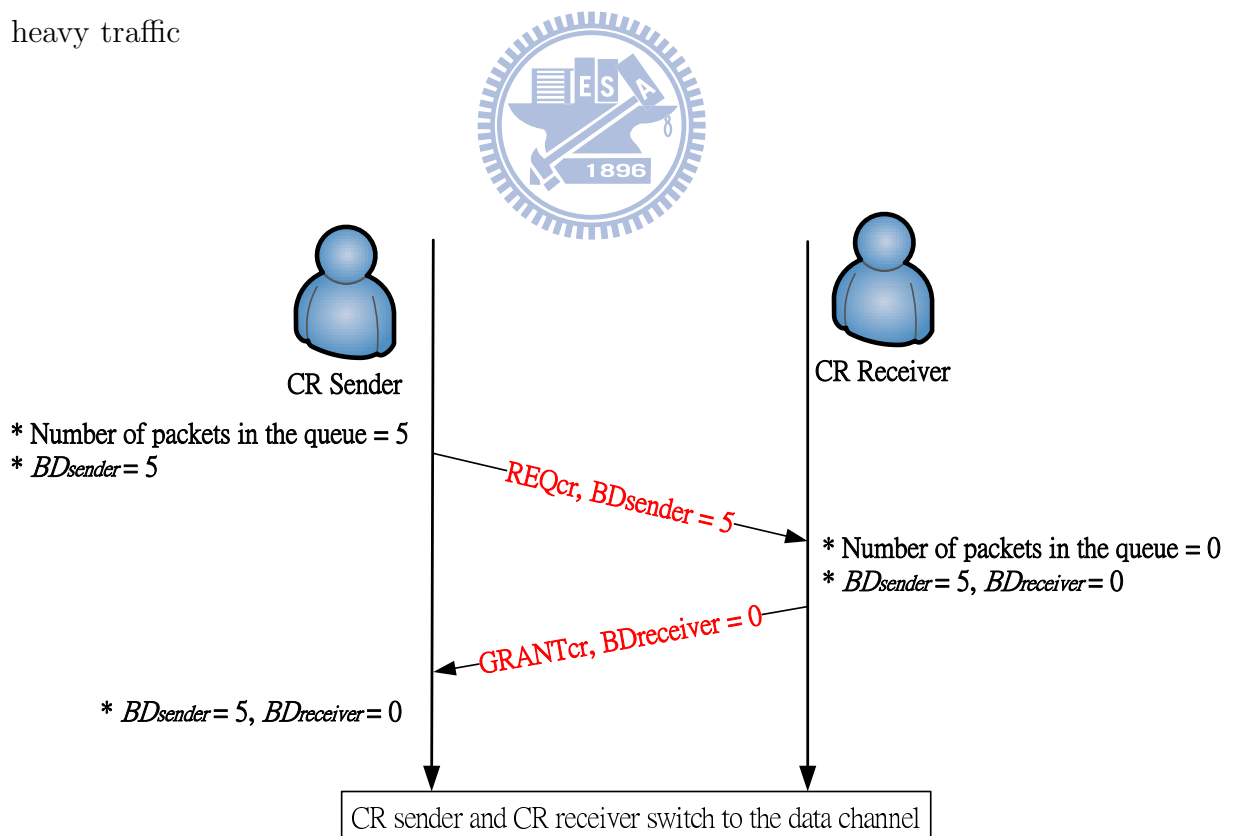 heavy traffic
E S A
1896
CR Sender
CR Receiver
* Number of packets in the queue = 5
* BDsender = 5
REQcr, BDsender = 5
* Number of packets in the queue = 0
* BDsender = 5, BDreceiver = 0
GRANTcr, BDreceiver = 0
* BDsender = 5, BDreceiver = 0
CR sender and CR receiver switch to the data channel